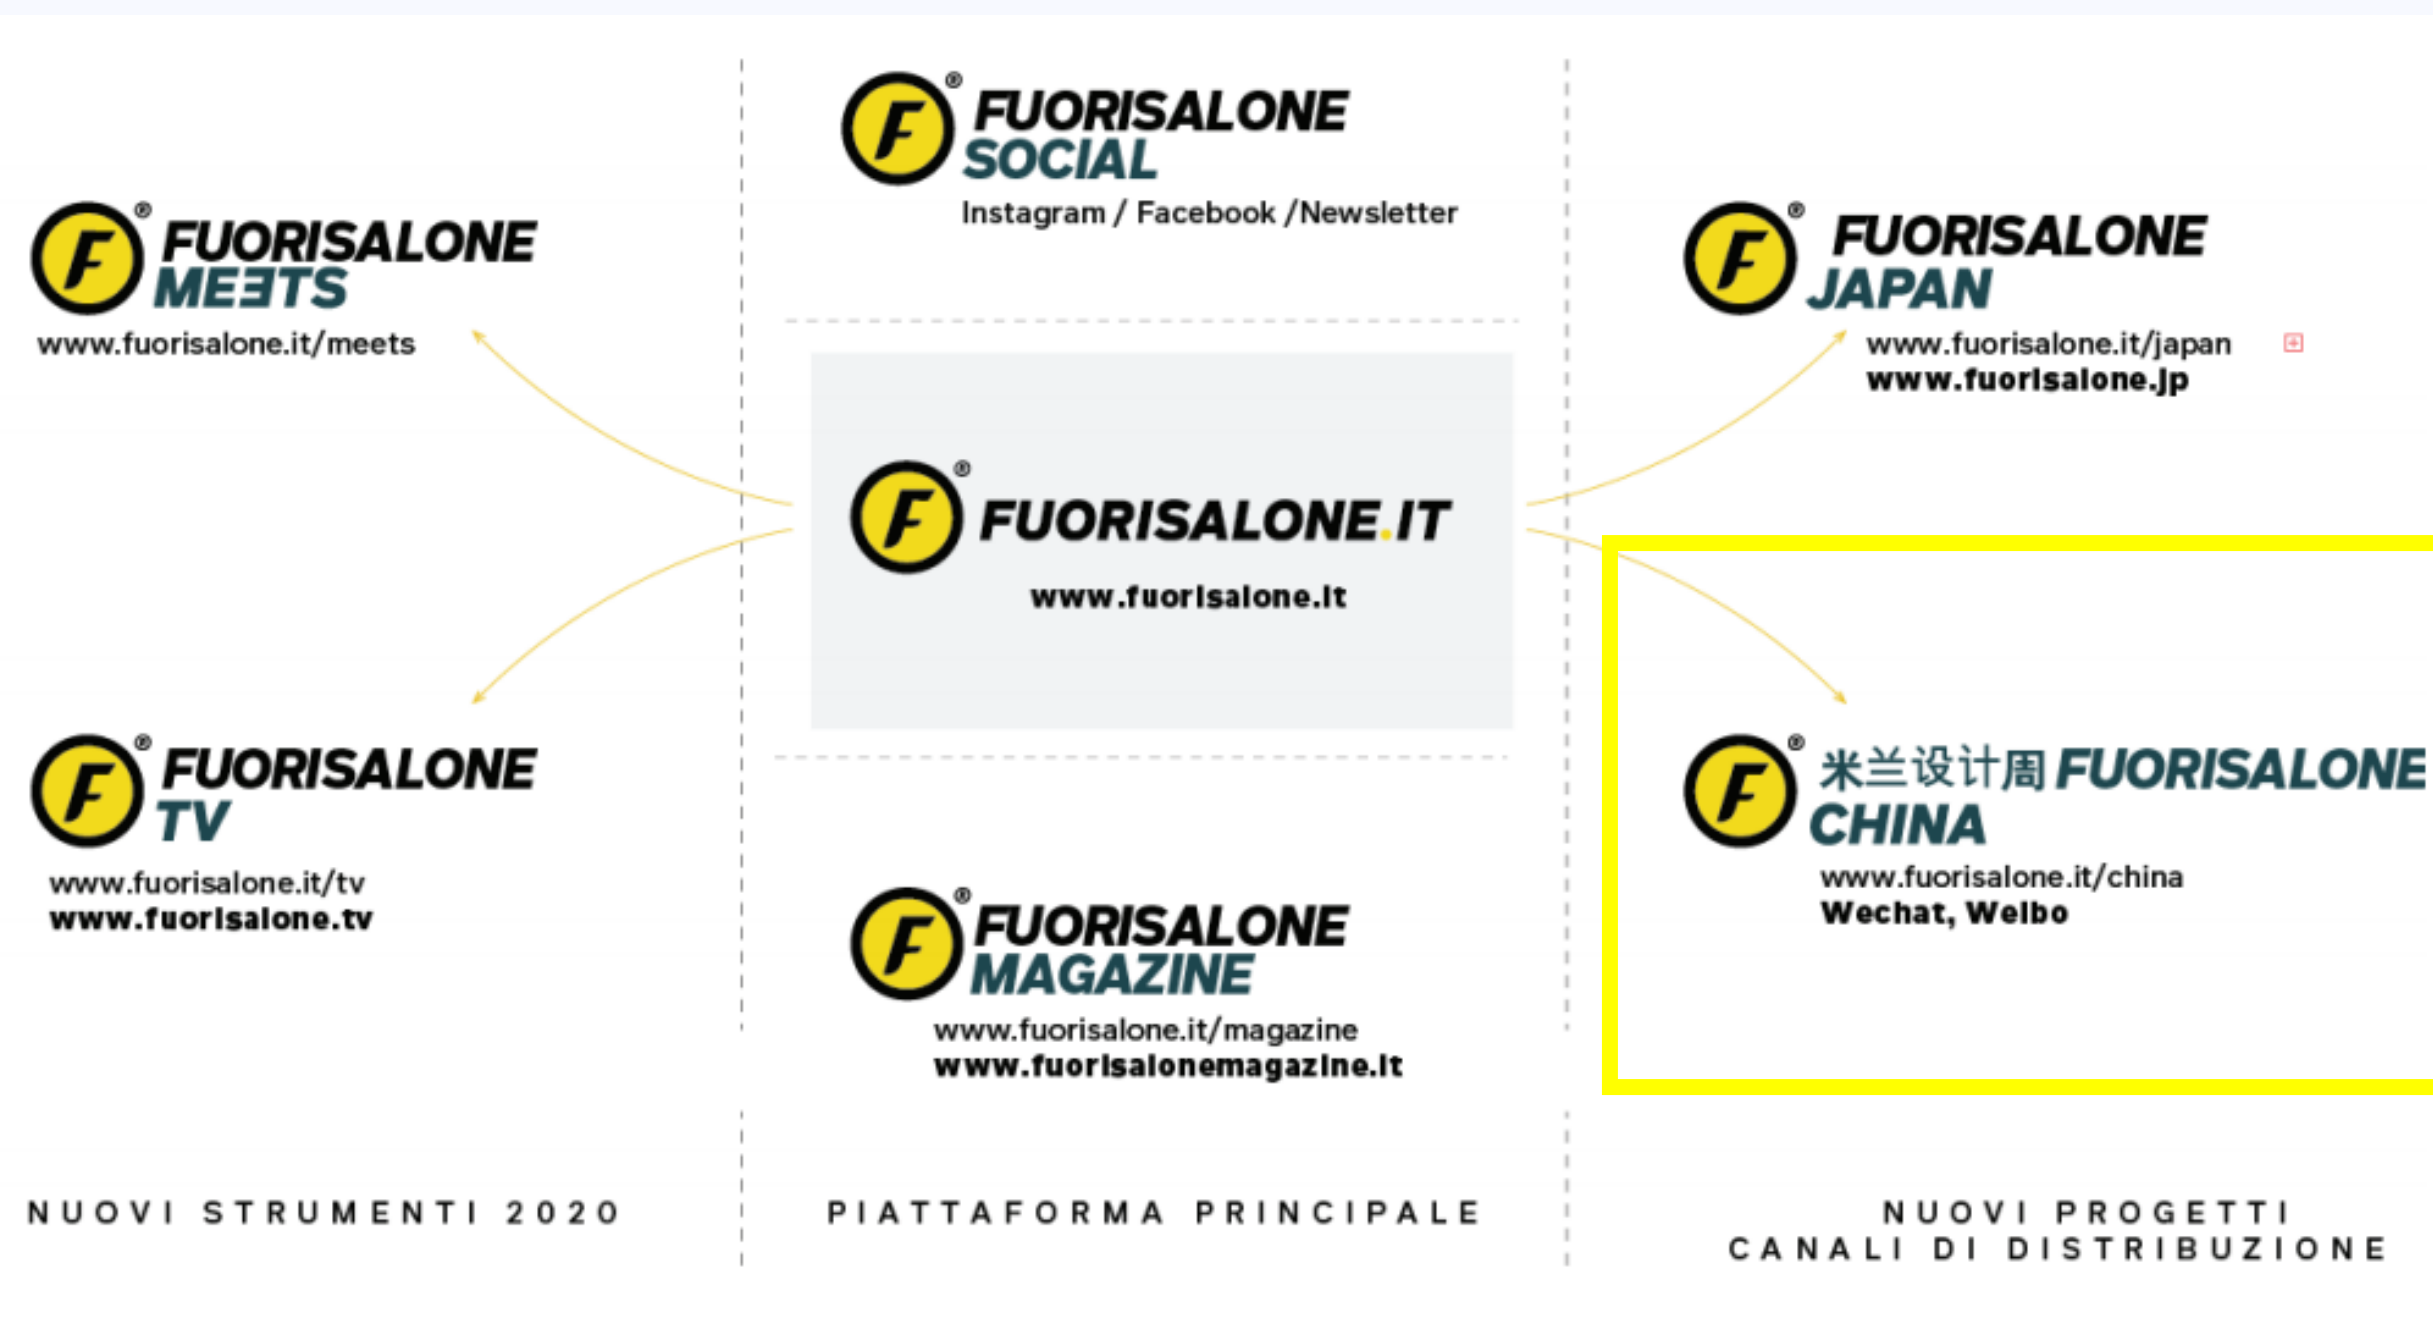 F® FUORISALONE
MEETS
www.fuorisalone.it/meets
F® FUORISALONE
TV
www.fuorisalone.it/tv
www.fuorisalone.tv
NUOVI STRUMENTI 2020
F® FUORISALONE
SOCIAL
Instagram / Facebook /Newsletter
F® FUORISALONE.IT
www.fuorisalone.it
F® FUORISALONE
MAGAZINE
www.fuorisalone.it/magazine
www.fuorisalonemagazine.it
PIATTAFORMA PRINCIPALE
F® FUORISALONE
JAPAN
www.fuorisalone.it/japan
www.fuorisalone.jp
F® 米兰设计周 FUORISALONE
CHINA
www.fuorisalone.it/china
Wechat, Weibo
NUOVI PROGETTI
CANALI DI DISTRIBUZIONE